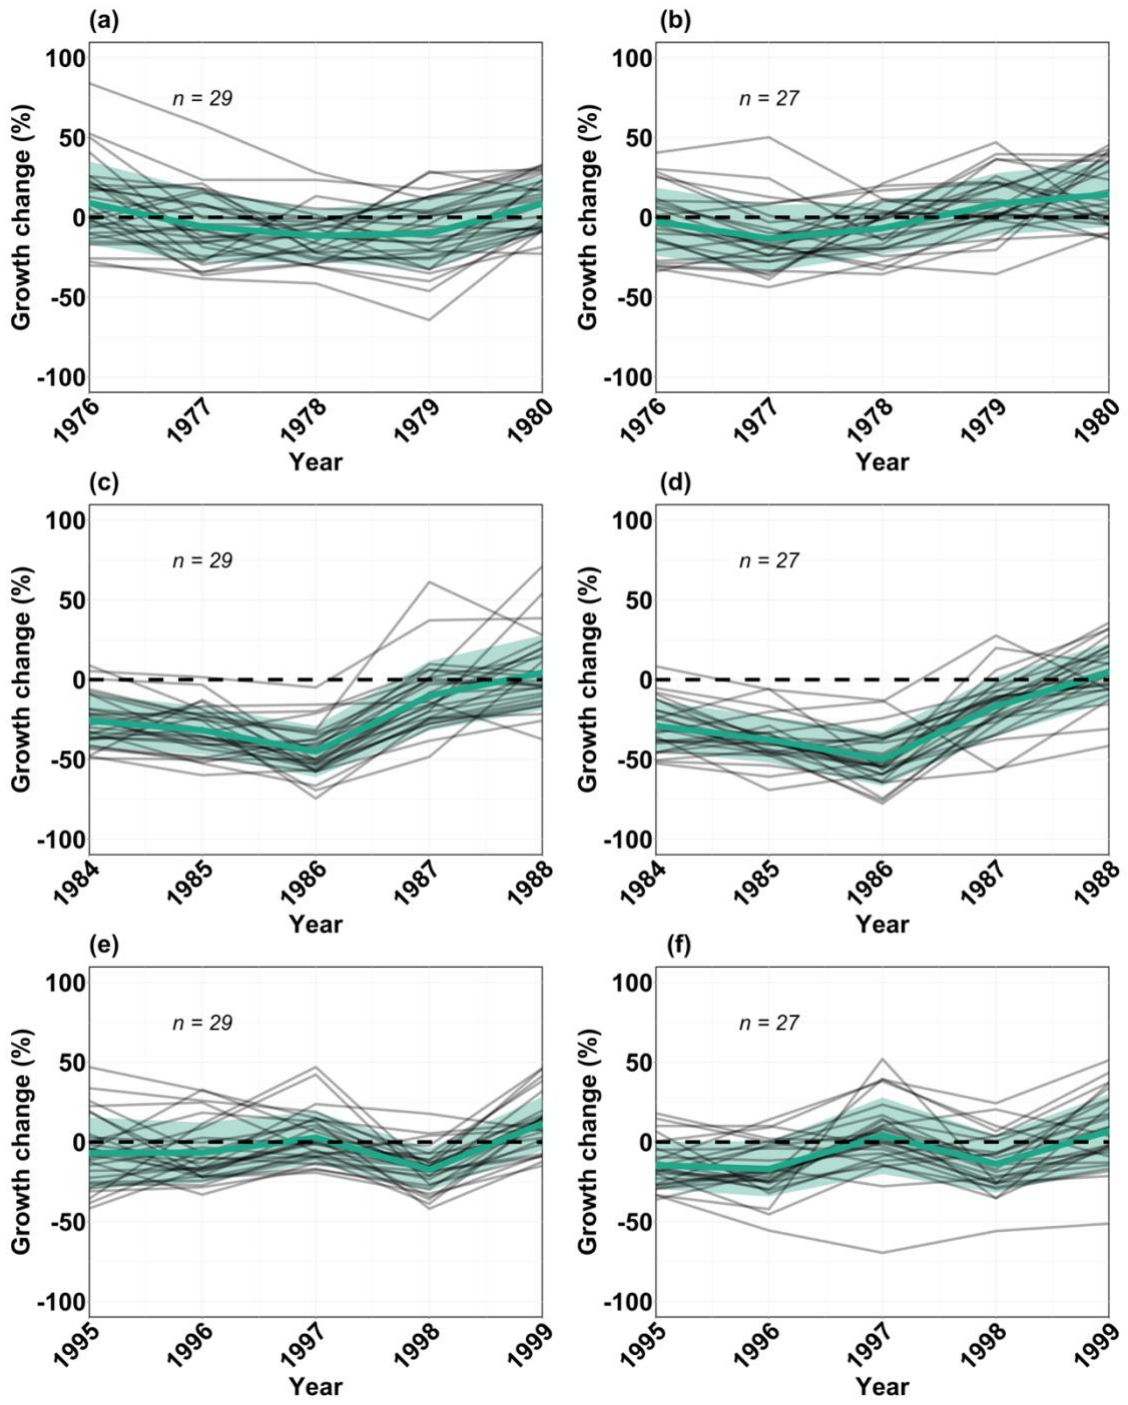 (a)
Growth change (%)
100
50
0
-50
-100
n = 29
1976
1977
1978
1979
1980
Year
(b)
Growth change (%)
100
50
0
-50
-100
n = 27
1976
1977
1978
1979
1980
Year
(c)
Growth change (%)
100
50
0
-50
-100
n = 29
1984
1985
1986
1987
1988
Year
(d)
Growth change (%)
100
50
0
-50
-100
n = 27
1984
1985
1986
1987
1988
Year
(e)
Growth change (%)
100
50
0
-50
-100
n = 29
1995
1996
1997
1998
1999
Year
(f)
Growth change (%)
100
50
0
-50
-100
n = 27
1995
1996
1997
1998
1999
Year